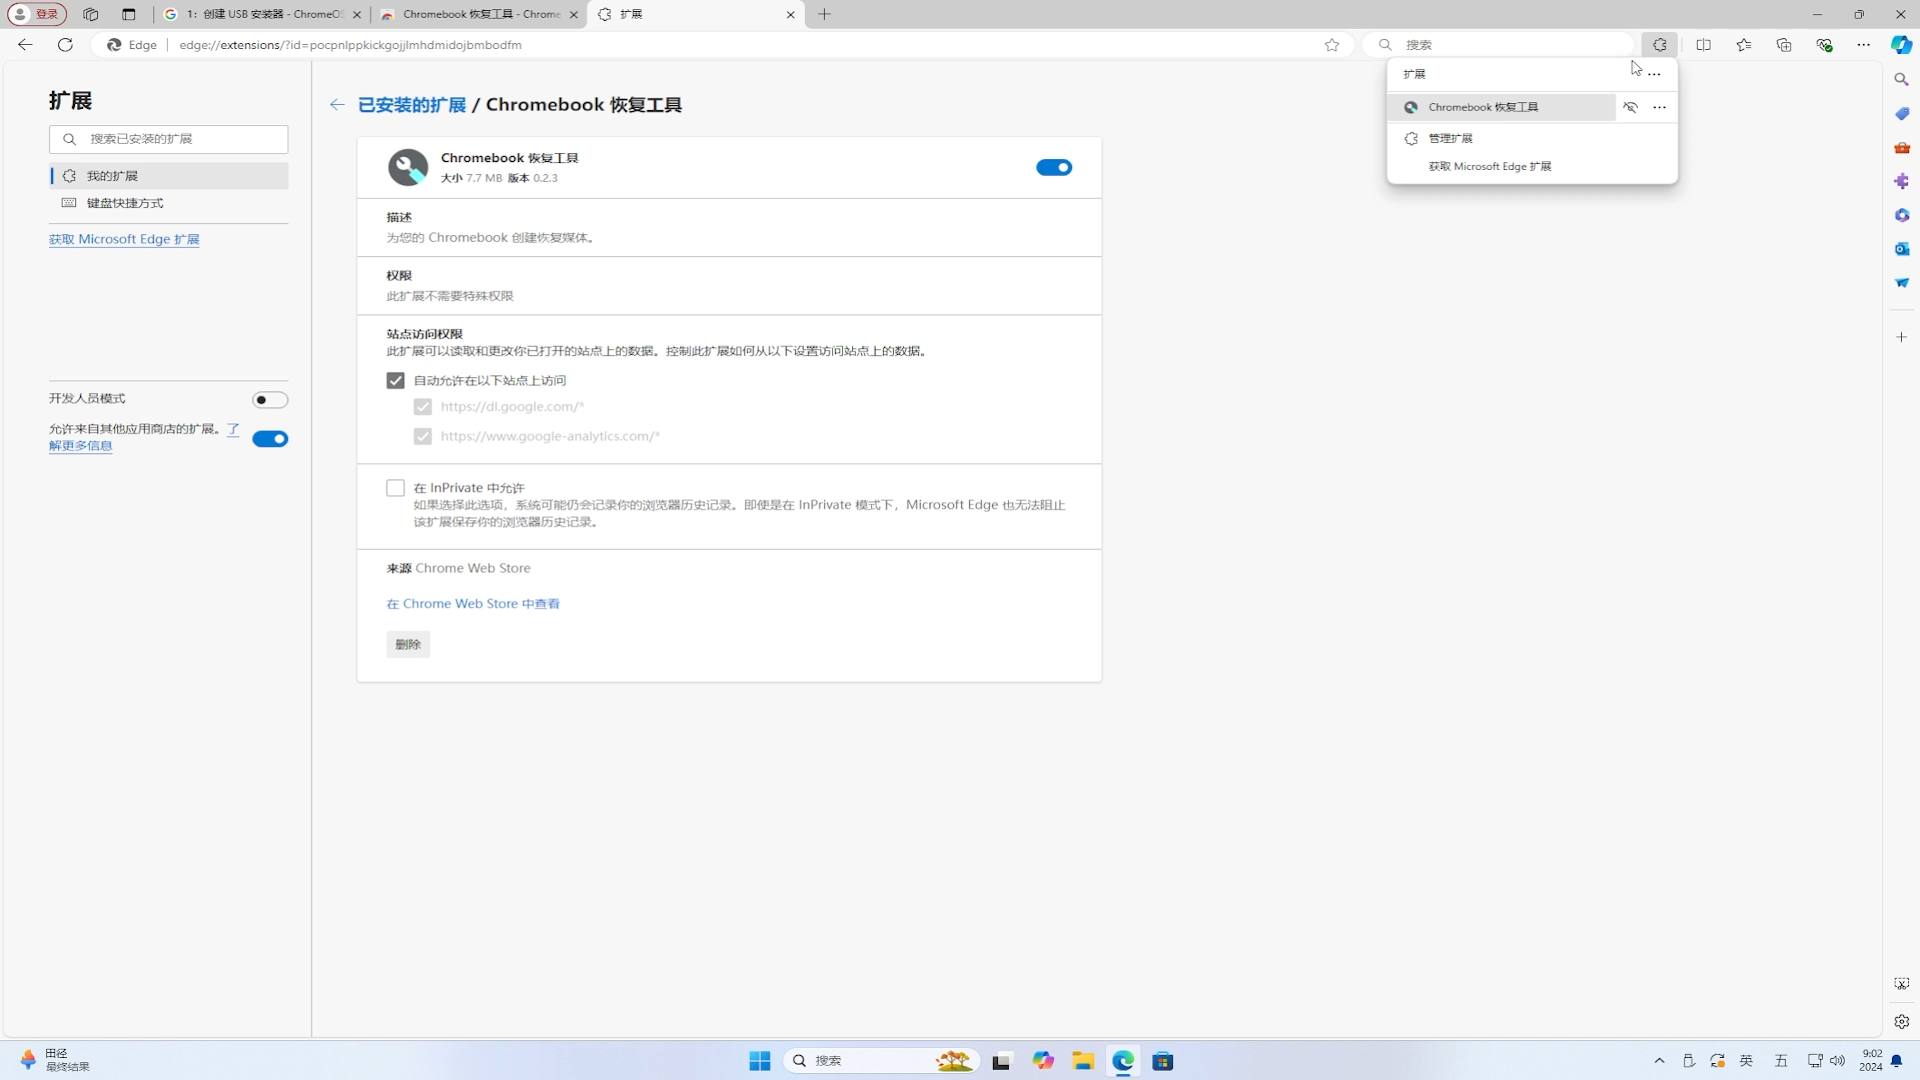 登录
1: 创建 USB 安装器 - ChromeOS
Chromebook 恢复工具 - Chrome
扩展
Edge
edge://extensions/?id=pocpnlppkickgojjlmhdmidojbmbodfm
搜索
扩展
Chromebook 恢复工具
管理扩展
获取 Microsoft Edge 扩展
扩展
搜索已安装的扩展
我的扩展
键盘快捷方式
获取 Microsoft Edge 扩展
开发人员模式
允许来自其他应用商店的扩展。了
解更多信息
已安装的扩展 / Chromebook 恢复工具
Chromebook 恢复工具
大小 7.7 MB 版本 0.2.3
描述
为您的 Chromebook 创建恢复媒体。
权限
此扩展不需要特殊权限
站点访问权限
此扩展可以读取和更改你已打开的站点上的数据。控制此扩展如何从以下设置访问站点上的数据。
自动允许在以下站点上访问
https://dl.google.com/*
https://www.google-analytics.com/*
在 InPrivate 中允许
如果选择此选项，系统可能仍会记录你的浏览器历史记录。即使是在 InPrivate 模式下，Microsoft Edge 也无法阻止
该扩展保存你的浏览器历史记录。
来源 Chrome Web Store
在 Chrome Web Store 中查看
删除
田径
最终结果
搜索
英
五
9:02
2024